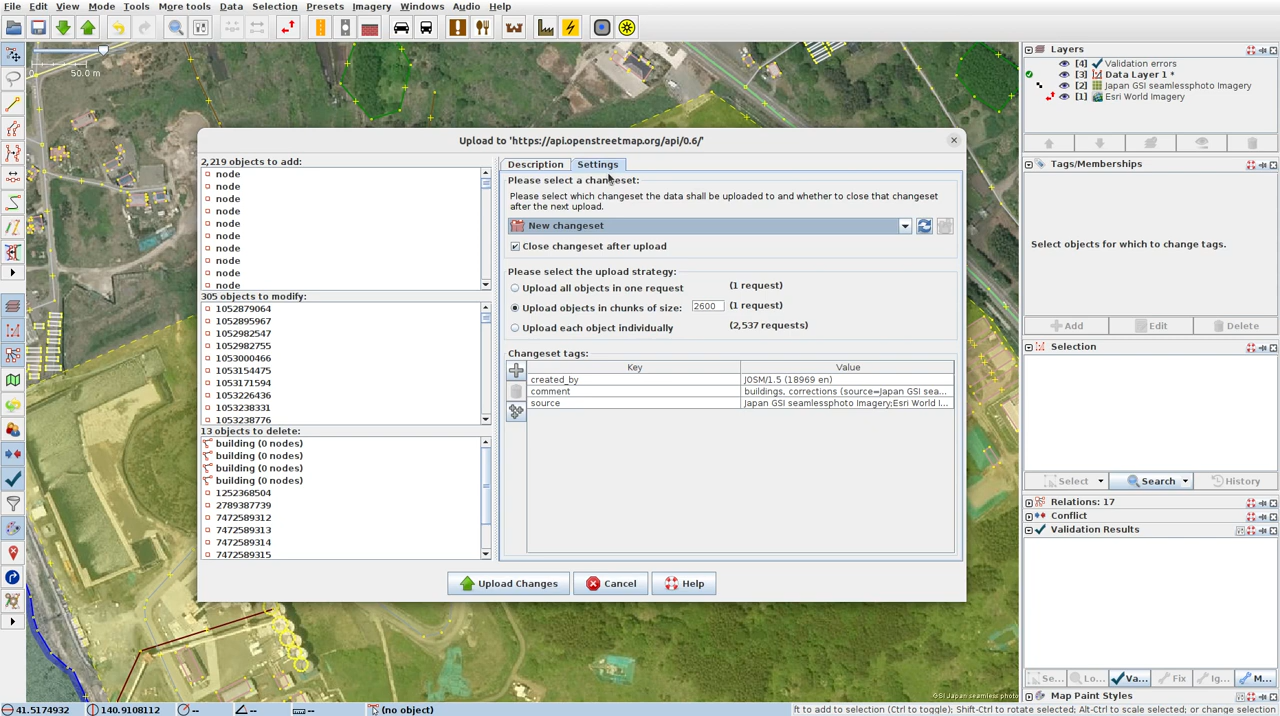 File Edit View Tools More tools Data Selection Presets Imagery Windows Audio Help
50.0 m
Layers
[4] Validation errors
[3] Data Layer 1 *
[2] Japan GSI seamlessphoto Imagery
[1] Esri World Imagery
Upload to 'https://api.openstreetmap.org/api/0.6/'
2,219 objects to add:
node
node
node
node
node
node
node
node
node
node
305 objects to modify:
1052879064
1052895967
1052982547
1052982755
1053000466
1053154475
1053171594
1053226436
1053238331
1053238776
13 objects to delete:
building (0 nodes)
building (0 nodes)
building (0 nodes)
building (0 nodes)
1252368504
2789387739
7472589312
7472589313
7472589314
7472589315
Description Settings
Please select a changeset:
Please select which changeset the data shall be uploaded to and whether to close that changeset
after the next upload.
New changeset
Close changeset after upload
Please select the upload strategy:
Upload all objects in one request (1 request)
Upload objects in chunks of size: 2600 (1 request)
Upload each object individually (2,537 requests)
Changeset tags:
Key Value
created_by JOSM/1.5 (18969 en)
comment buildings, corrections (source=Japan GSI sea...
source Japan GSI seamlessphoto Imagery;Esri World I...
Upload Changes Cancel Help
Tags/Memberships
Select objects for which to change tags.
Add Edit Delete
Selection
Select Search History
Relations: 17
Conflict
Validation Results
Se... Lo... Va... Fix Ig... M...
Map Paint Styles
GSI Japan seamless photo
41.5174932 140.9108112 -- -- -- (no object)
ft to add to selection (Ctrl to toggle); Shift-Ctrl to rotate selected; Alt-Ctrl to scale selected; or change selection